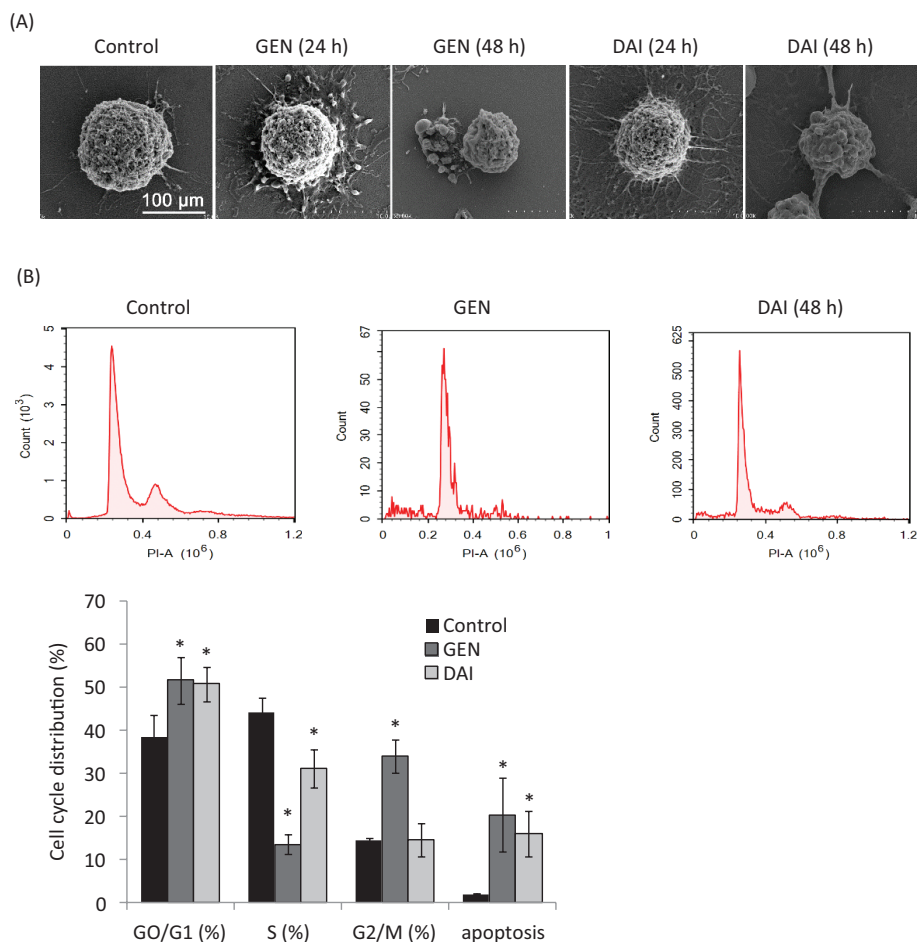 (A)
Control GEN (24 h) GEN (48 h) DAI (24 h) DAI (48 h)
100 μm
(B)
Control GEN DAI (48 h)
5
4
3
2
1
0
Count (10³)
0 0.4 0.8 1.2
PI-A (10⁶)
67
50
40
30
20
10
0
Count
0 0.2 0.4 0.6 0.8 1
PI-A (10⁶)
625
500
400
300
200
100
0
Count
0 0.4 0.8 1.2
PI-A (10⁶)
70
60
50
40
30
20
10
0
Cell cycle distribution (%)
Control
GEN
DAI
* * * * * * *
GO/G1 (%) S (%) G2/M (%) apoptosis